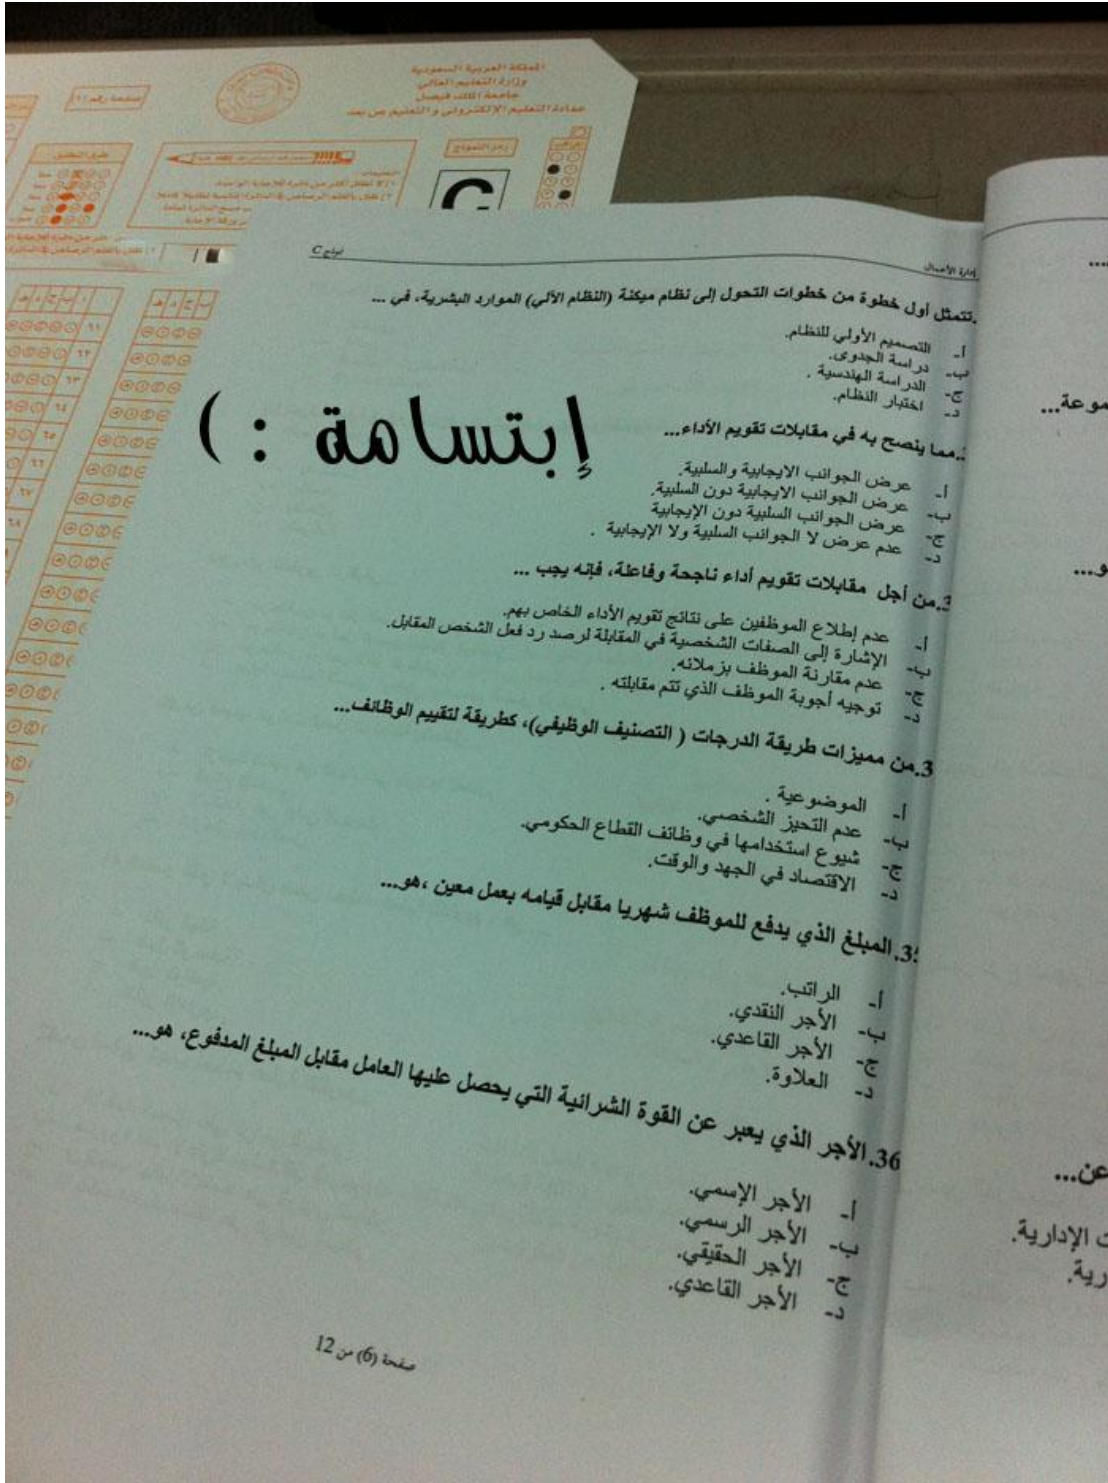 المملكة العربية السعودية
وزارة التعليم العالي
جامعة الملك فيصل
عمادة التعليم الإلكتروني و التعليم عن بعد
رمز النموذج
C
نموذج C
إدارة الأعمال
.تتمثل أول خطوة من خطوات التحول إلى نظام ميكنة (النظام الآلي) الموارد البشرية، في ...
أ- التصميم الأولي للنظام.
ب- دراسة الجدوى.
ج- الدراسة الهندسية .
د- اختبار النظام.
إبتسامة : )
.مما ينصح به في مقابلات تقويم الأداء...
أ- عرض الجوانب الايجابية والسلبية.
ب- عرض الجوانب الايجابية دون السلبية.
ج- عرض الجوانب السلبية دون الإيجابية
د- عدم عرض لا الجوانب السلبية ولا الإيجابية .
.من أجل مقابلات تقويم أداء ناجحة وفاعلة، فإنه يجب ...
أ- عدم إطلاع الموظفين على نتائج تقويم الأداء الخاص بهم.
ب- الإشارة إلى الصفات الشخصية في المقابلة لرصد رد فعل الشخص المقابل.
ج- عدم مقارنة الموظف بزملائه.
د- توجيه أجوبة الموظف الذي تتم مقابلته .
3.من مميزات طريقة الدرجات ( التصنيف الوظيفي)، كطريقة لتقييم الوظائف...
أ- الموضوعية .
ب- عدم التحيز الشخصي.
ج- شيوع استخدامها في وظائف القطاع الحكومي.
د- الاقتصاد في الجهد والوقت.
35.المبلغ الذي يدفع للموظف شهريا مقابل قيامه بعمل معين ،هو...
أ- الراتب.
ب- الأجر النقدي.
ج- الأجر القاعدي.
د- العلاوة.
36.الأجر الذي يعبر عن القوة الشرائية التي يحصل عليها العامل مقابل المبلغ المدفوع، هو...
أ- الأجر الإسمي.
ب- الأجر الرسمي.
ج- الأجر الحقيقي.
د- الأجر القاعدي.
صفحة (6) من 12
موعة...
و...
عن...
ت الإدارية.
رية.